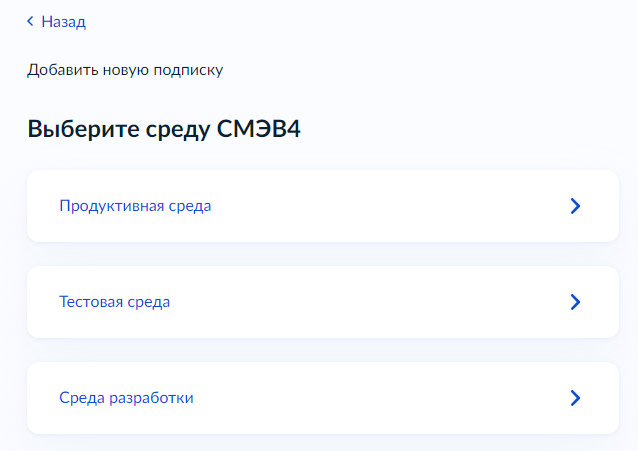 Назад
Добавить новую подписку
Выберите среду СМЭВ4
Продуктивная среда
Тестовая среда
Среда разработки